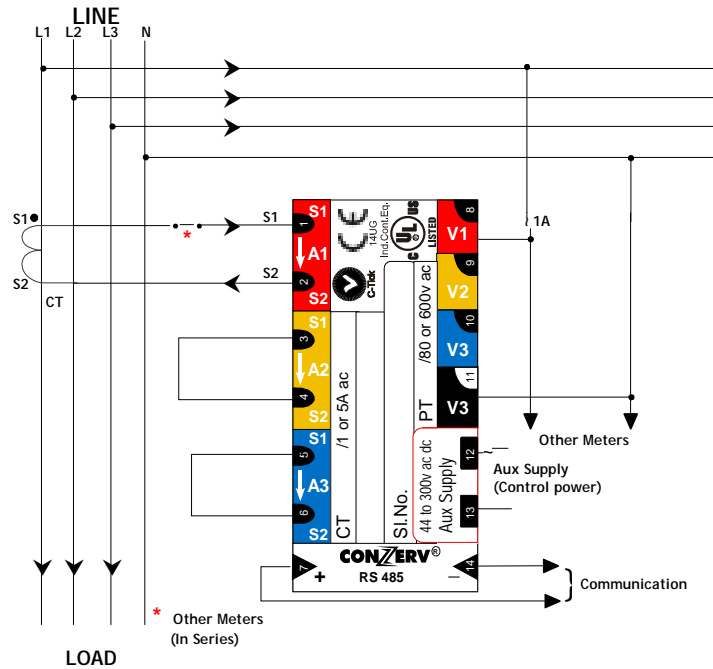 LINE
L1 L2 L3 N
S1
S2
CT
*
S1
S2
~ 1A
1
S1
A1
2
S2
3
S1
A2
4
S2
5
S1
A3
6
S2
CE
14UG
Ind.Cont.Eq.
C UL US
LISTED
C-Tick
/1 or 5A ac
CT
/80 or 600v ac
PT
Sl.No.
8
V1
9
V2
10
V3
11
V3
44 to 300v ac dc
Aux Supply
12
13
~
Other Meters
Aux Supply
(Control power)
CONZERV®
RS 485
7
+
14
–
Communication
* Other Meters
(In Series)
LOAD